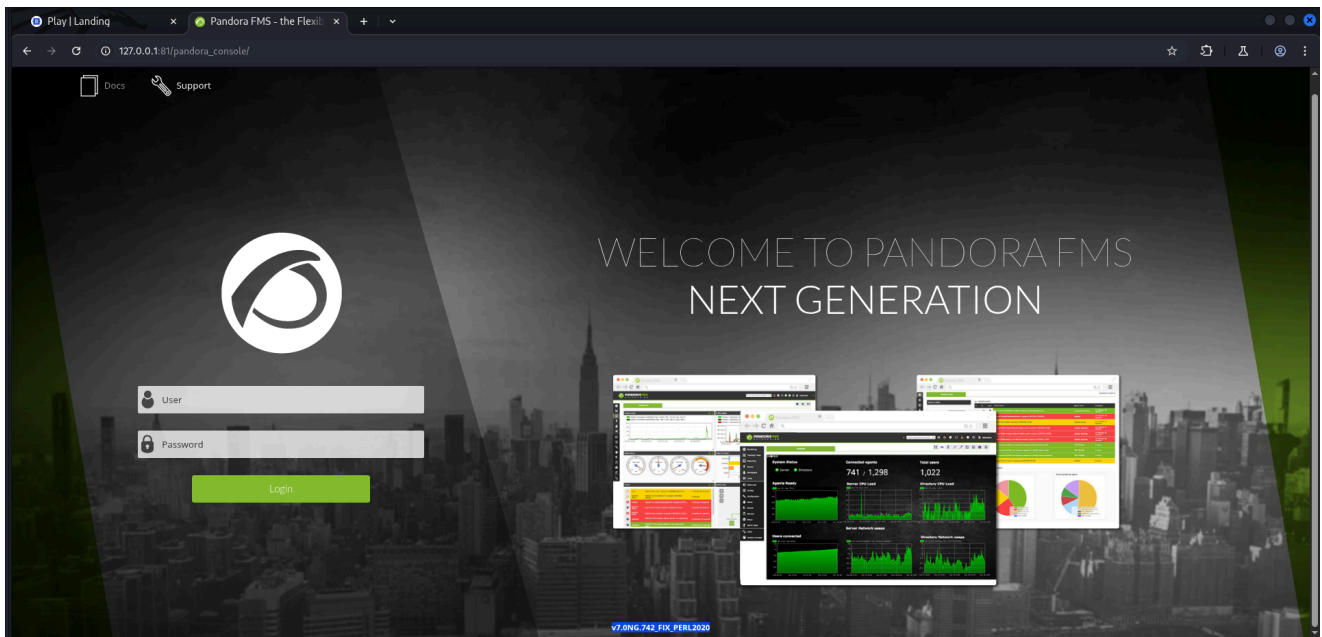 Play | Landing
Pandora FMS - the Flexib
127.0.0.1:81/pandora_console/
Docs
Support
WELCOME TO PANDORA FMS
NEXT GENERATION
User
Password
Login
System Status
Connected agents
Total users
741 / 1,298
1,022
Agents Ready
Server CPU Load
Directory CPU Load
Users connected
Server Network usage
Directory Network usage
v7.0NG.742_FIX_PERL2020